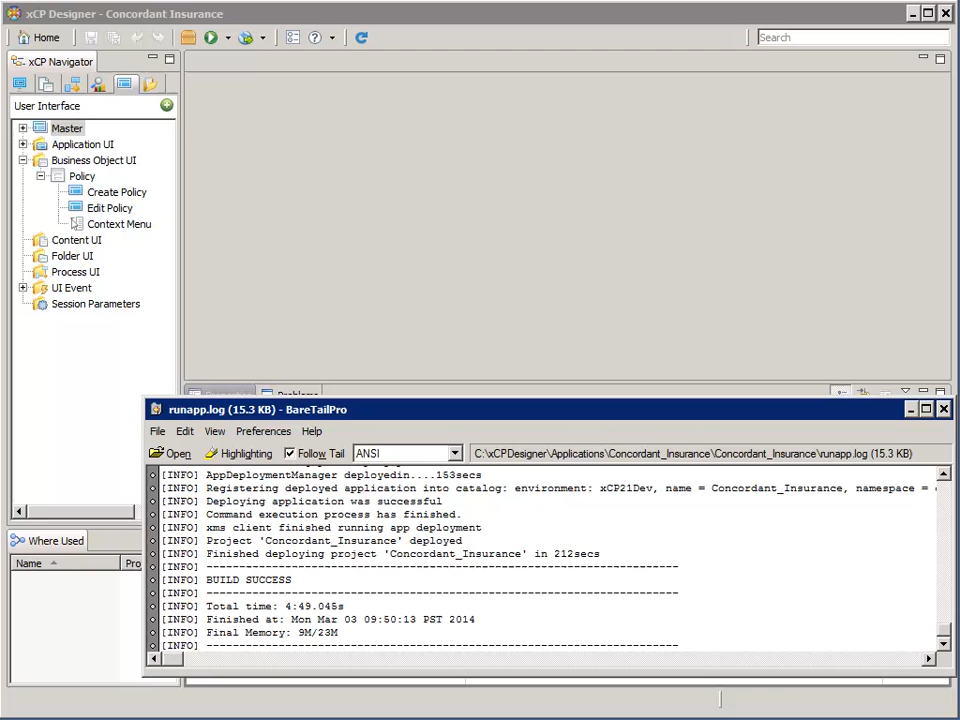 xCP Designer - Concordant Insurance
Home
Search
xCP Navigator
User Interface
Master
Application UI
Business Object UI
Policy
Create Policy
Edit Policy
Context Menu
Content UI
Folder UI
Process UI
UI Event
Session Parameters
Where Used
Name
Pro
runapp.log (15.3 KB) - BareTailPro
File Edit View Preferences Help
Open Highlighting Follow Tail ANSI C:\xCPDesigner\Applications\Concordant_Insurance\Concordant_Insurance\runapp.log (15.3 KB)
[INFO] AppDeploymentManager deployedin....153secs
[INFO] Registering deployed application into catalog: environment: xCP21Dev, name = Concordant_Insurance, namespace =
[INFO] Deploying application was successful
[INFO] Command execution process has finished.
[INFO] xms client finished running app deployment
[INFO] Project 'Concordant_Insurance' deployed
[INFO] Finished deploying project 'Concordant_Insurance' in 212secs
[INFO] ------------------------------------------------------------------------
[INFO] BUILD SUCCESS
[INFO] ------------------------------------------------------------------------
[INFO] Total time: 4:49.045s
[INFO] Finished at: Mon Mar 03 09:50:13 PST 2014
[INFO] Final Memory: 9M/23M
[INFO] ------------------------------------------------------------------------